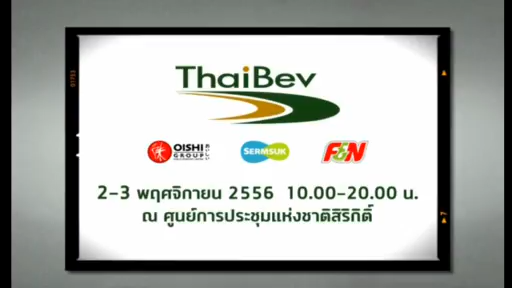 ThaiBev
OISHI GROUP SERMSUK F&N
2-3 พฤศจิกายน 2556 10.00-20.00 น.
ณ ศูนย์การประชุมแห่งชาติสิริกิติ์